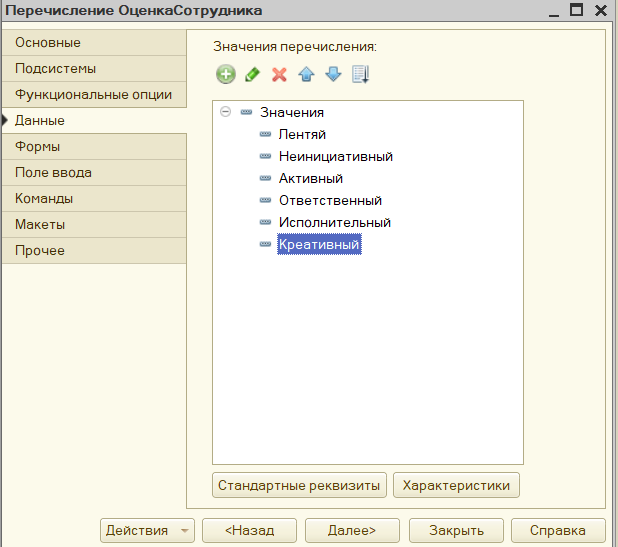 Перечисление ОценкаСотрудника
Основные
Подсистемы
Функциональные опции
Данные
Формы
Поле ввода
Команды
Макеты
Прочее
Значения перечисления:
Значения
Лентяй
Неинициативный
Активный
Ответственный
Исполнительный
Креативный
Стандартные реквизиты
Характеристики
Действия
<Назад
Далее>
Закрыть
Справка